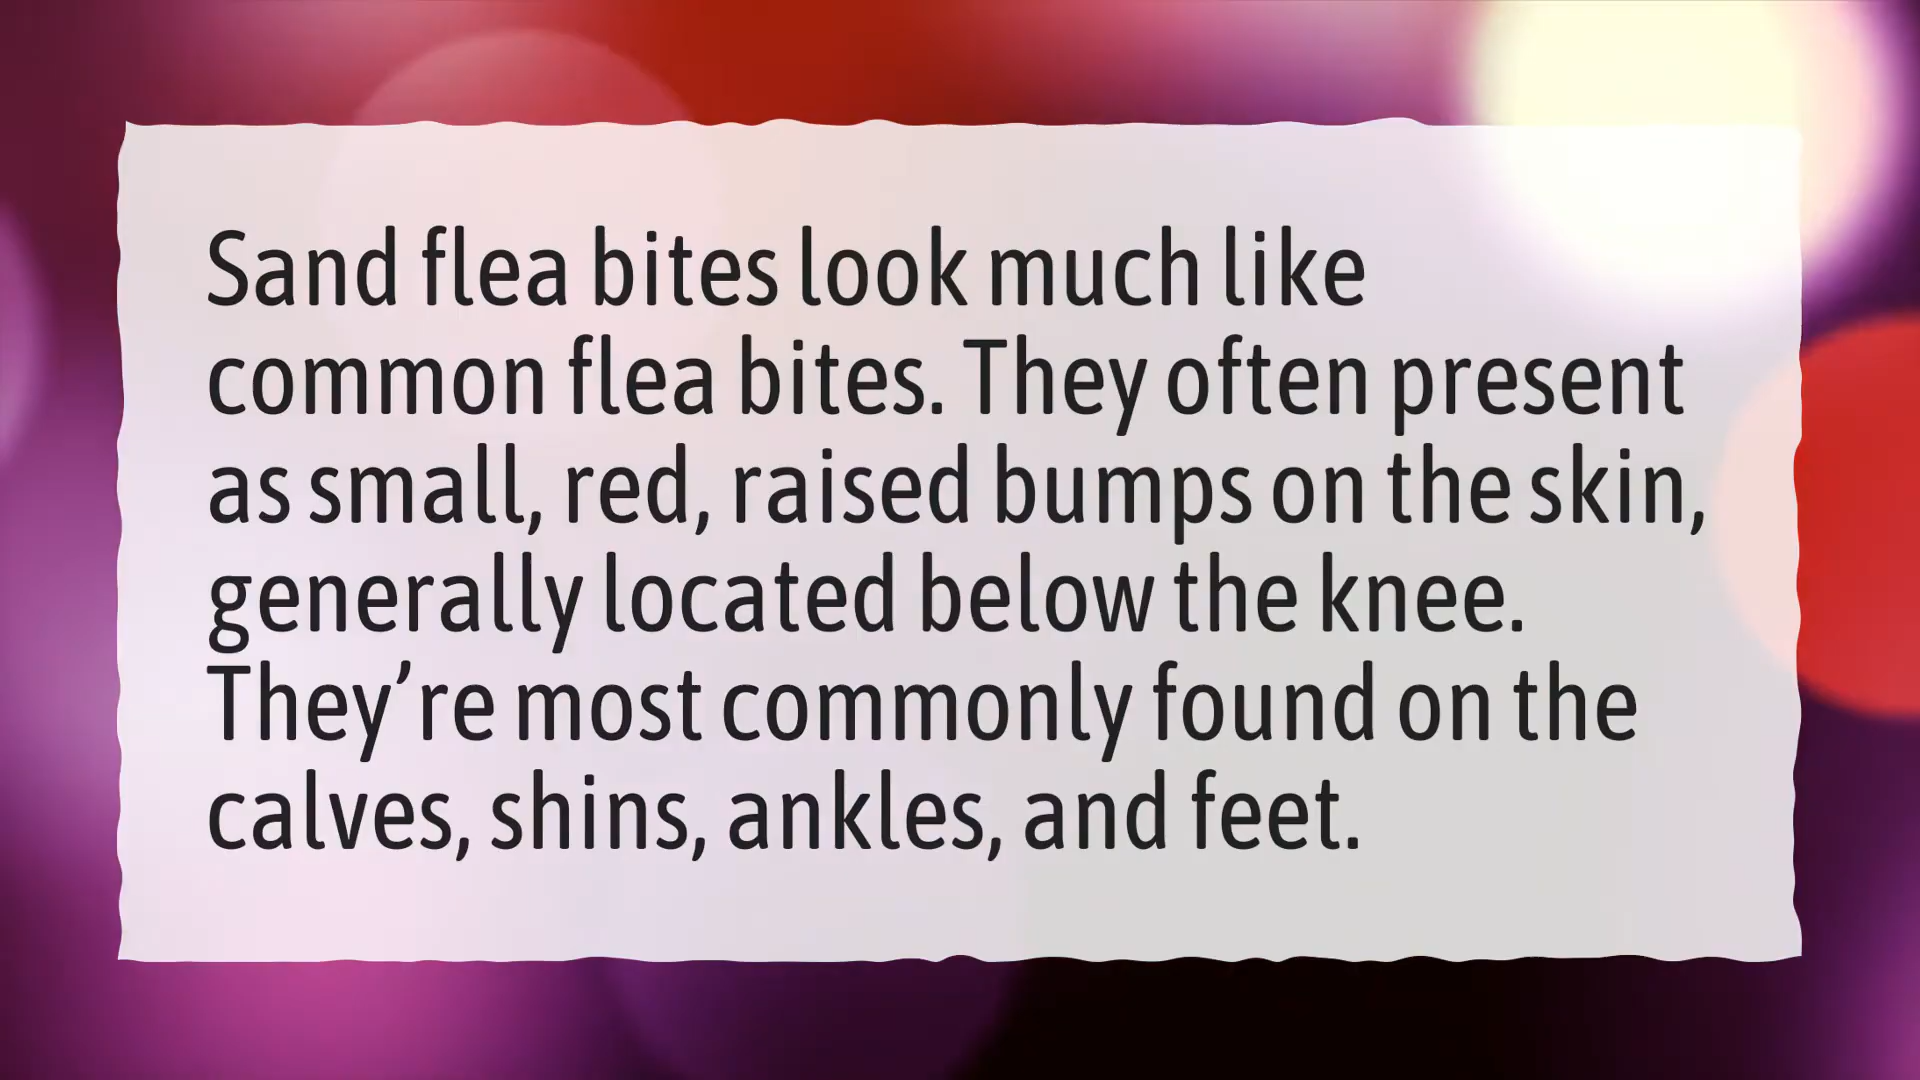 Sand flea bites look much like
common flea bites. They often present
as small, red, raised bumps on the skin,
generally located below the knee.
They’re most commonly found on the
calves, shins, ankles, and feet.